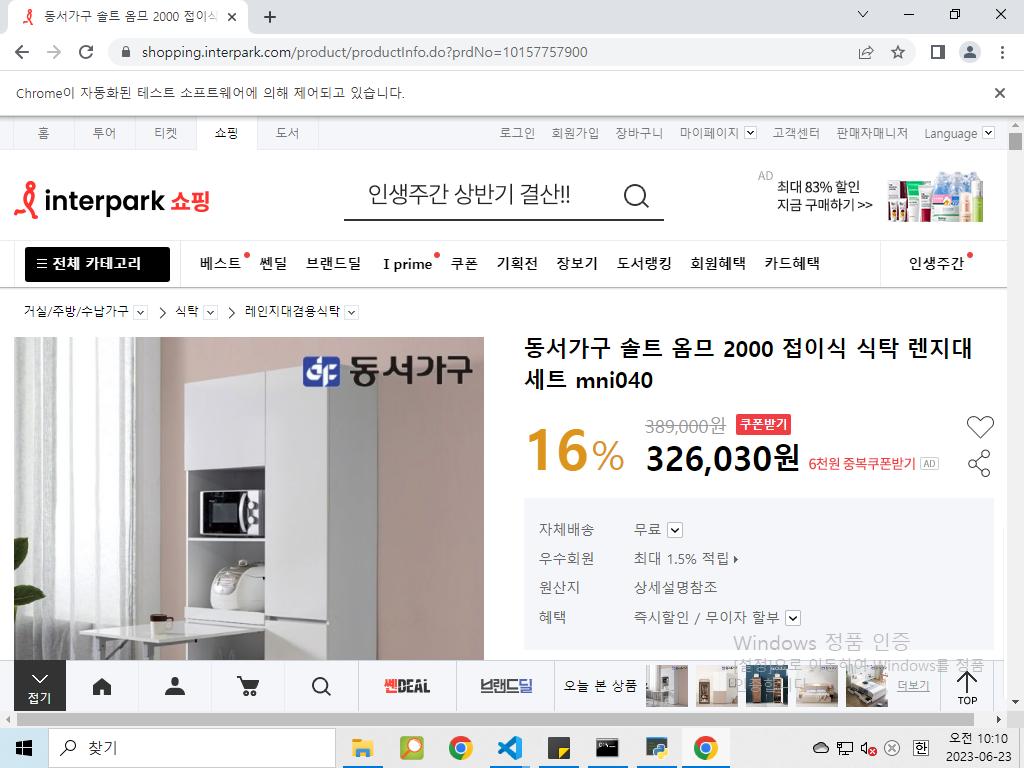 동서가구 솔트 옴므 2000 접이식
shopping.interpark.com/product/productInfo.do?prdNo=10157757900
Chrome이 자동화된 테스트 소프트웨어에 의해 제어되고 있습니다.
홈 투어 티켓 쇼핑 도서 로그인 회원가입 장바구니 마이페이지 고객센터 판매자매니저 Language
interpark 쇼핑 인생주간 상반기 결산!!
AD 최대 83% 할인
지금 구매하기 >>
전체 카테고리 베스트 쎈딜 브랜드딜 I prime 쿠폰 기획전 장보기 도서랭킹 회원혜택 카드혜택 인생주간
거실/주방/수납가구 식탁 레인지대겸용식탁
df 동서가구
동서가구 솔트 옴므 2000 접이식 식탁 렌지대
세트 mni040
389,000원 쿠폰받기
16% 326,030원 6천원 중복쿠폰받기 AD
자체배송 무료
우수회원 최대 1.5% 적립
원산지 상세설명참조
혜택 즉시할인 / 무이자 할부
Windows 정품 인증
[설정]으로 이동하여 Windows를 정품
인증합니다.
접기 쎈DEAL 브랜드딜 오늘 본 상품 더보기 TOP
찾기 한 오전 10:10
2023-06-23